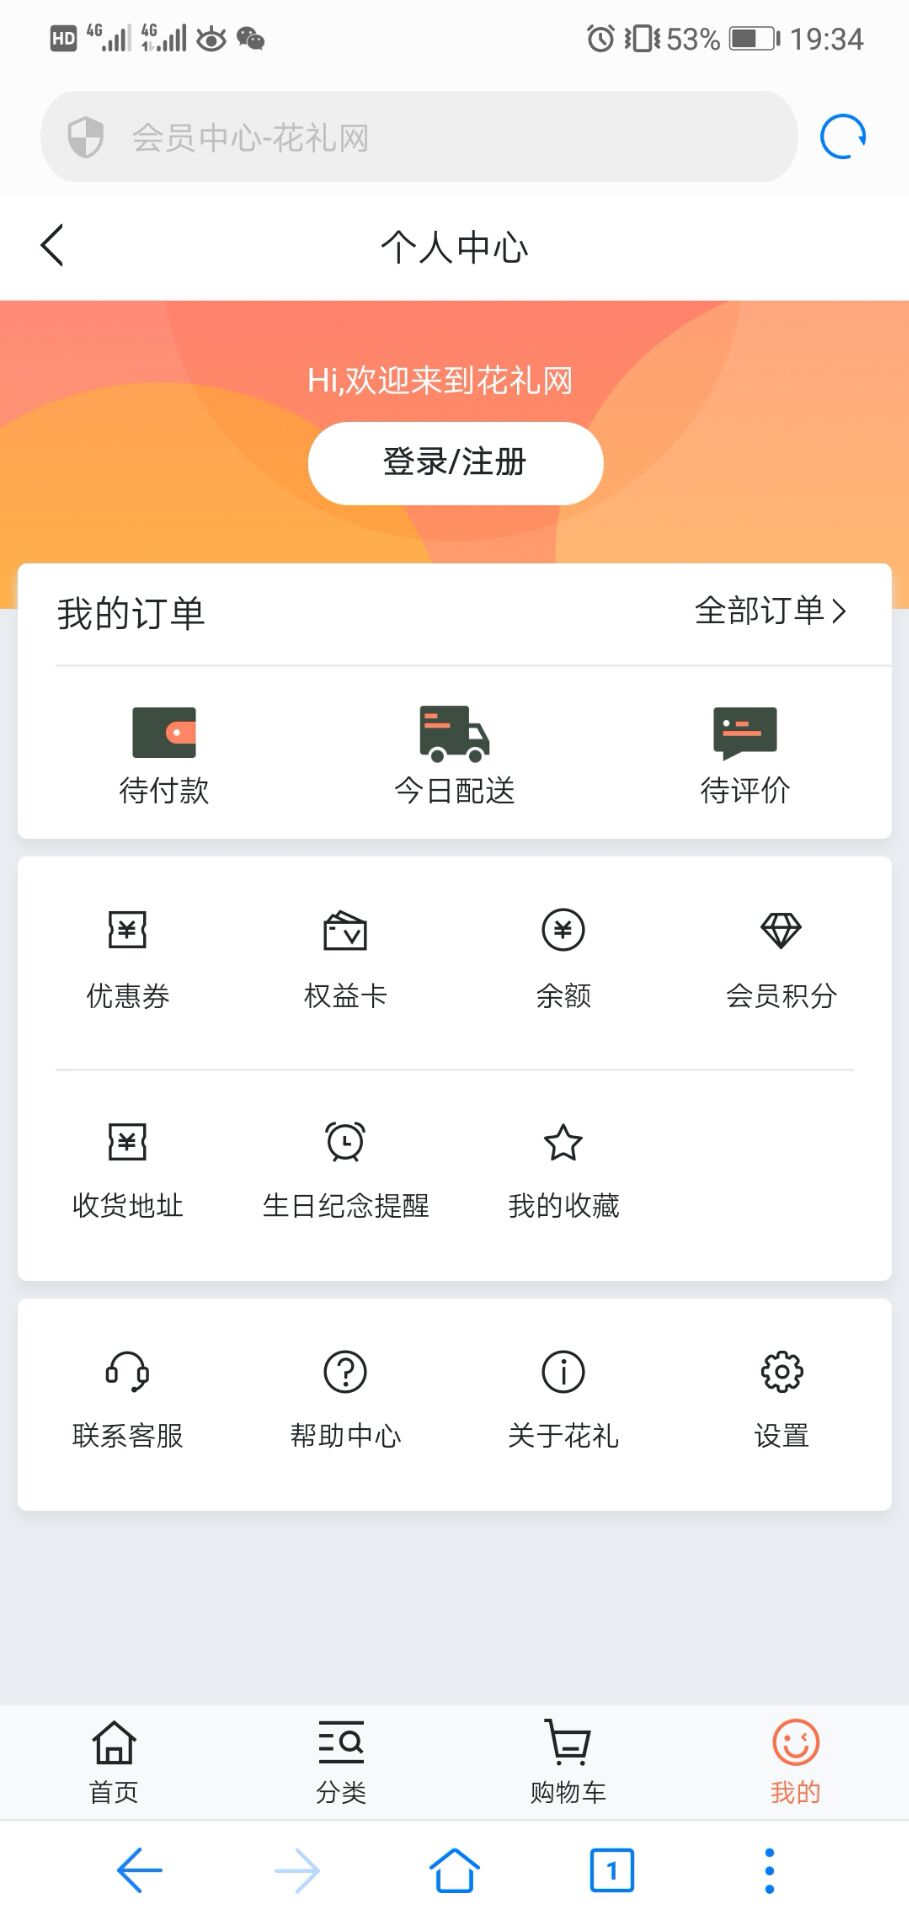 HD 4G 4G 53% 19:34
会员中心-花礼网
个人中心
Hi,欢迎来到花礼网
登录/注册
我的订单 全部订单
待付款 今日配送 待评价
优惠券 权益卡 余额 会员积分
收货地址 生日纪念提醒 我的收藏
联系客服 帮助中心 关于花礼 设置
首页 分类 购物车 我的
1